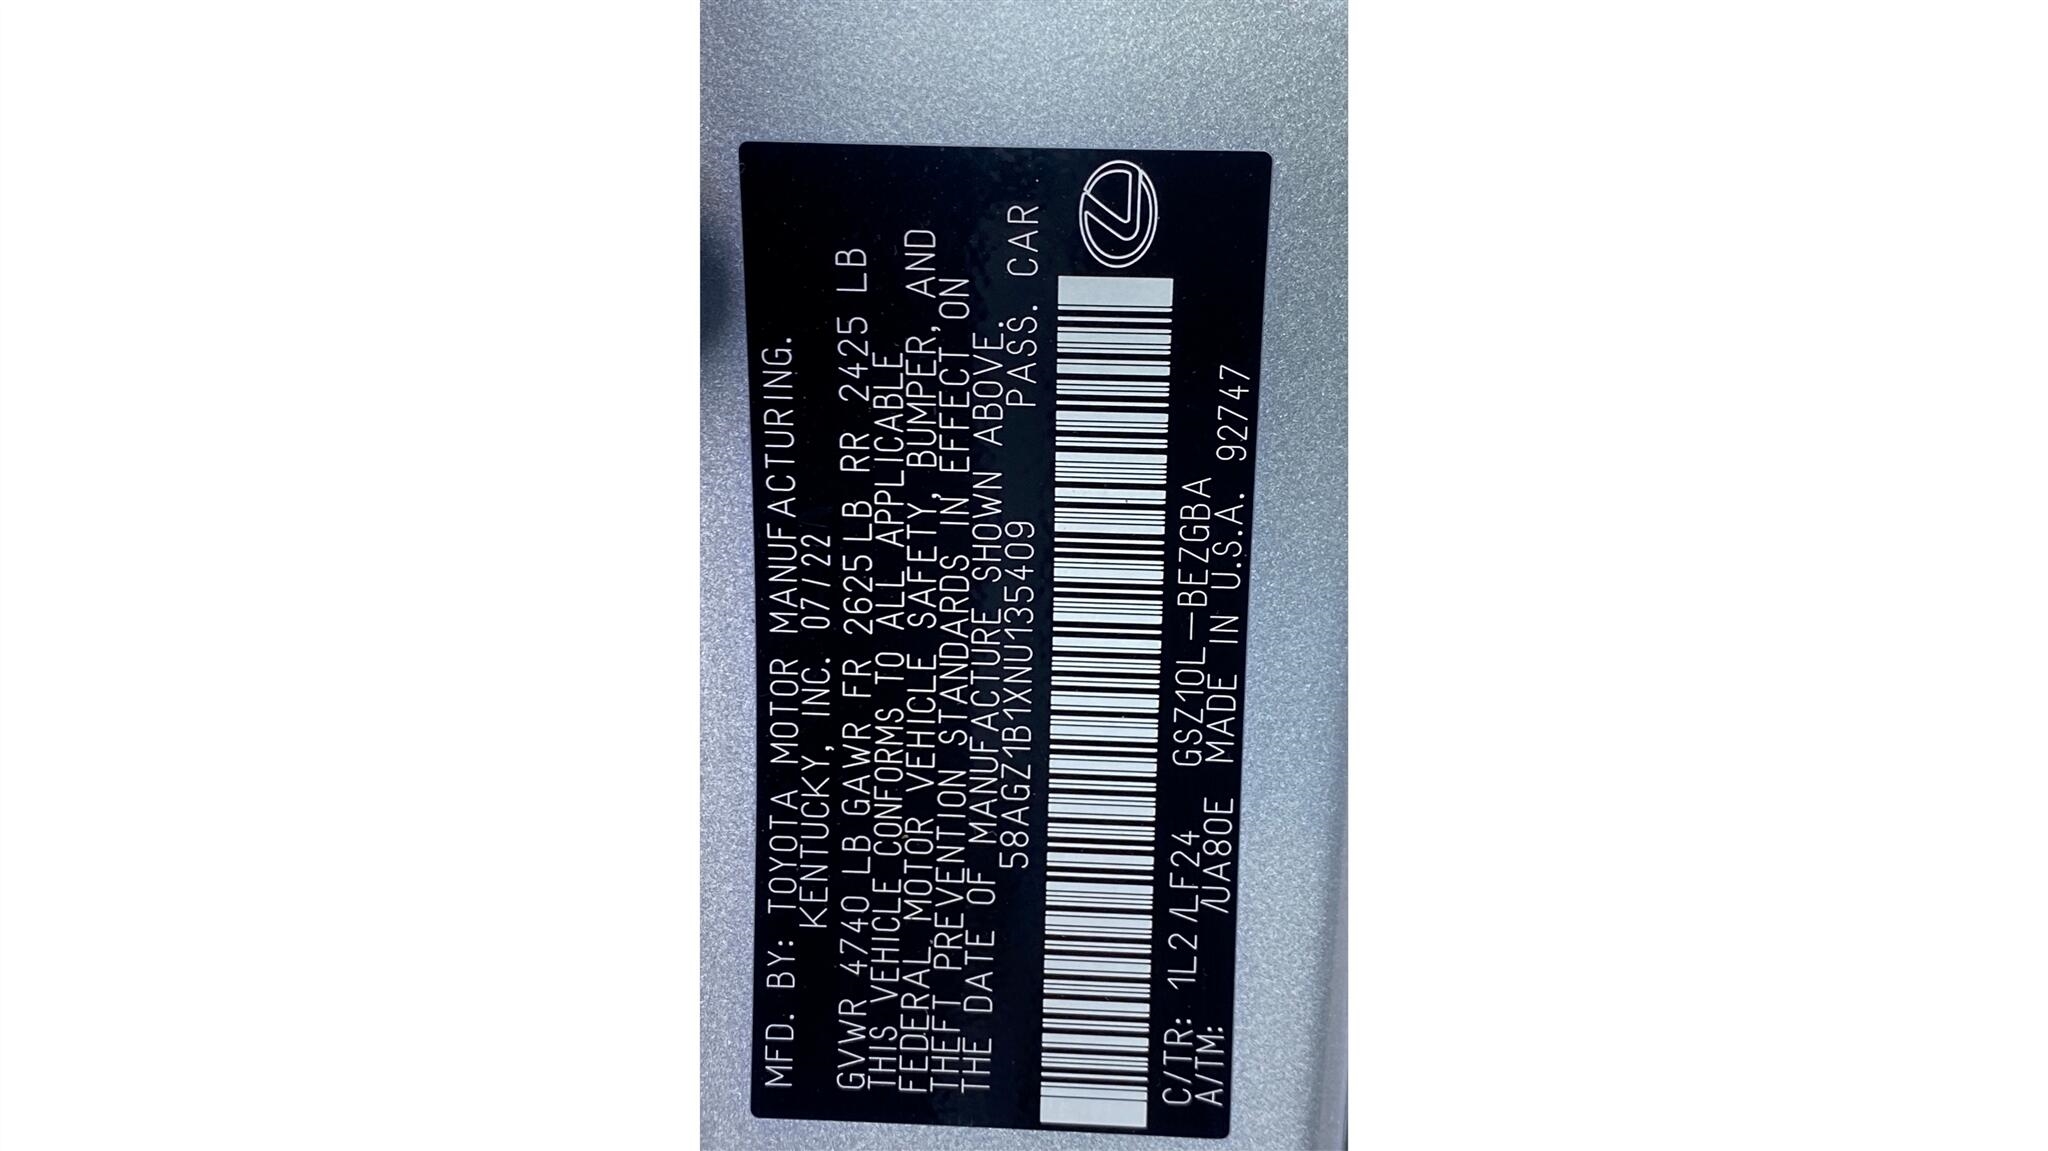 MFD. BY: TOYOTA MOTOR MANUFACTURING.
KENTUCKY, INC. 07/22
GVWR 4740 LB GAWR FR 2625LB RR 2425 LB
THIS VEHICLE CONFORMS TO ALL APPLICABLE
FEDERAL MOTOR VEHICLE SAFETY, BUMPER, AND
THEFT PREVENTION STANDARDS IN EFFECT ON
THE DATE OF MANUFACTURE SHOWN ABOVE.
58AGZ1B1XNU135409 PASS. CAR
C/TR: 1L2/LF24 GSZ10L-BEZGBA
A/TM: /UA80E MADE IN U.S.A. 92747